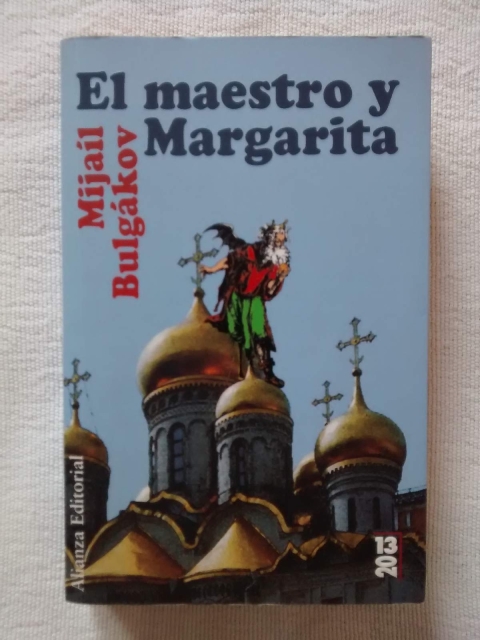 El maestro y
Margarita
Mijaíl
Bulgákov
Alianza Editorial
13
20